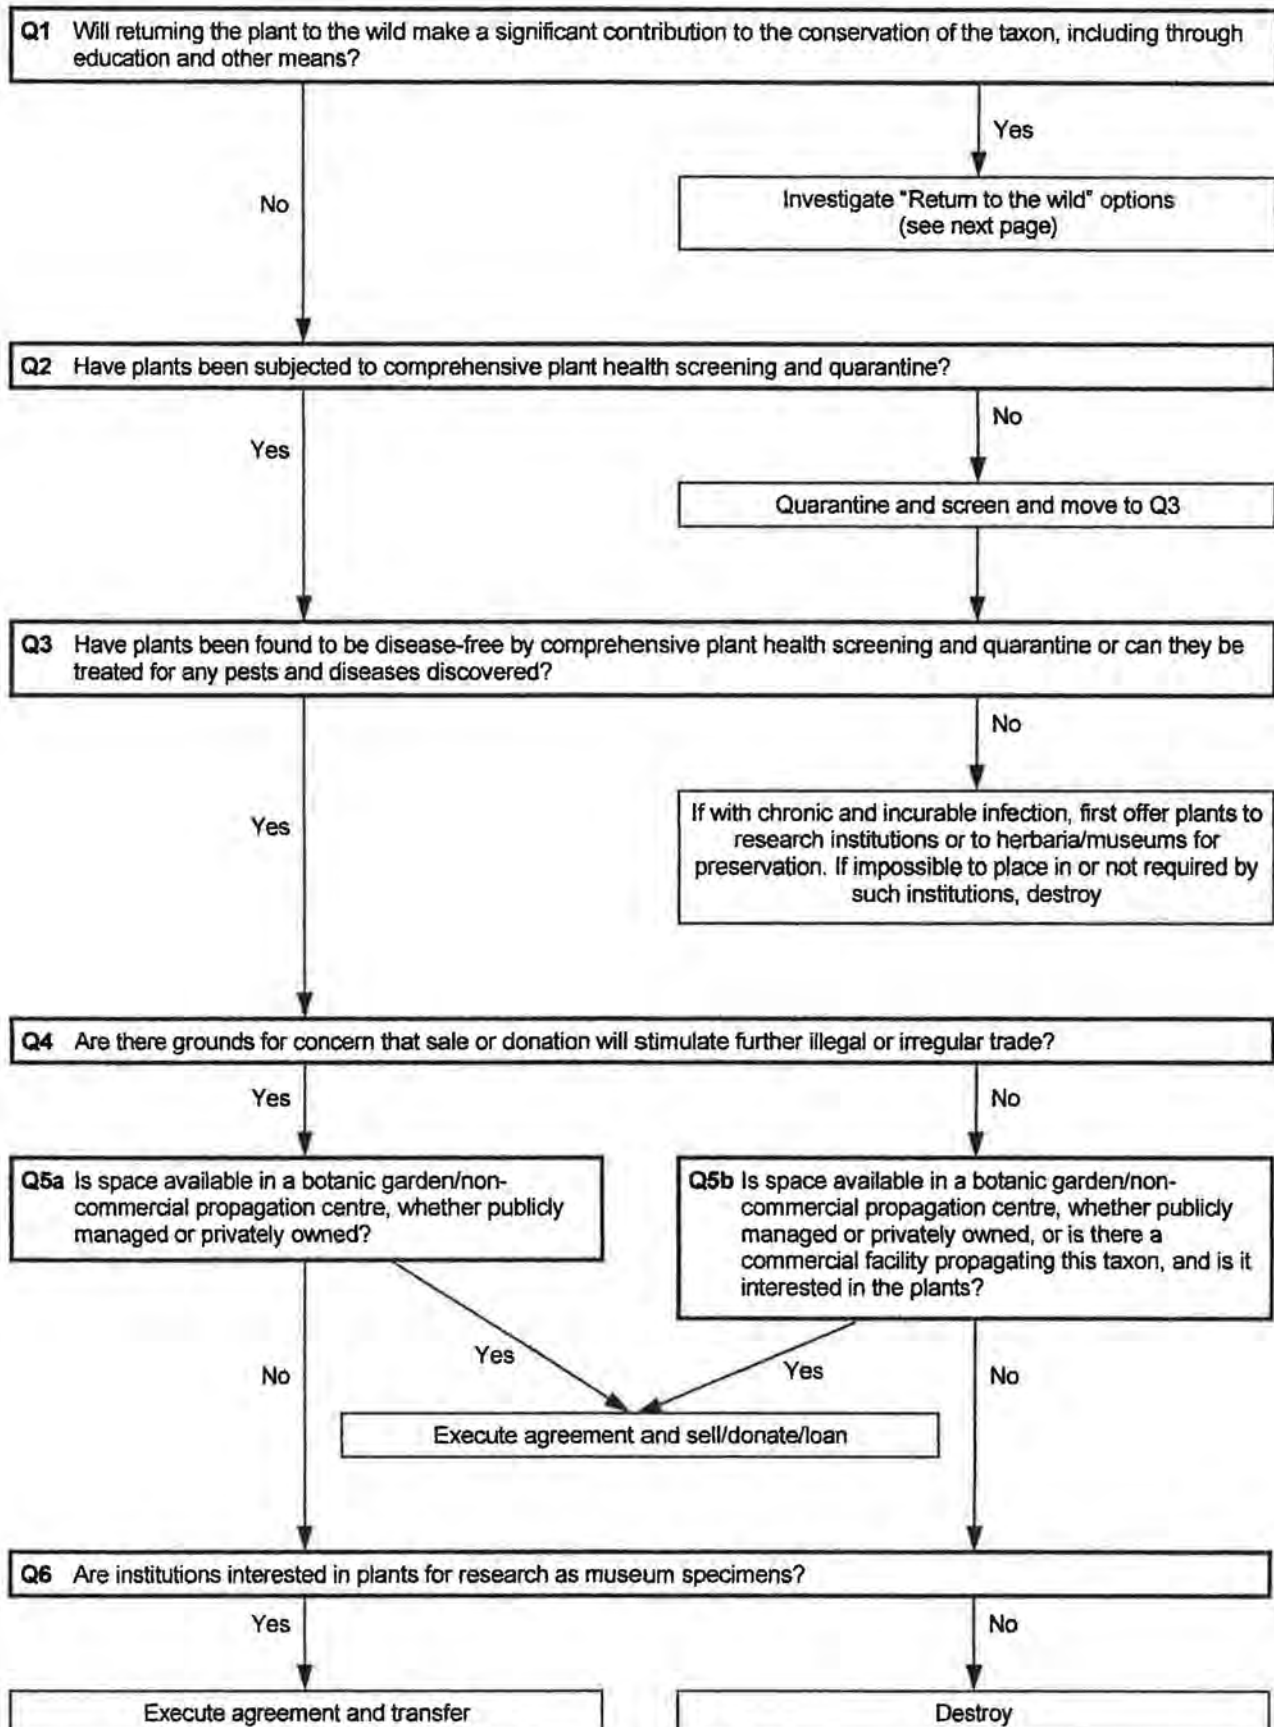 Q1 Will returning the plant to the wild make a significant contribution to the conservation of the taxon, including through
education and other means?
Yes
No
Investigate "Return to the wild" options
(see next page)
Q2 Have plants been subjected to comprehensive plant health screening and quarantine?
No
Yes
Quarantine and screen and move to Q3
Q3 Have plants been found to be disease-free by comprehensive plant health screening and quarantine or can they be
treated for any pests and diseases discovered?
No
Yes
If with chronic and incurable infection, first offer plants to
research institutions or to herbaria/museums for
preservation. If impossible to place in or not required by
such institutions, destroy
Q4 Are there grounds for concern that sale or donation will stimulate further illegal or irregular trade?
Yes
No
Q5a Is space available in a botanic garden/non-
commercial propagation centre, whether publicly
managed or privately owned?
Q5b Is space available in a botanic garden/non-
commercial propagation centre, whether publicly
managed or privately owned, or is there a
commercial facility propagating this taxon, and is it
interested in the plants?
No
Yes
Yes
No
Execute agreement and sell/donate/loan
Q6 Are institutions interested in plants for research as museum specimens?
Yes
No
Execute agreement and transfer
Destroy